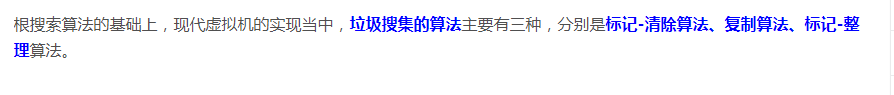 根搜索算法的基础上，现代虚拟机的实现当中，垃圾搜集的算法主要有三种，分别是标记-清除算法、复制算法、标记-整
理算法。